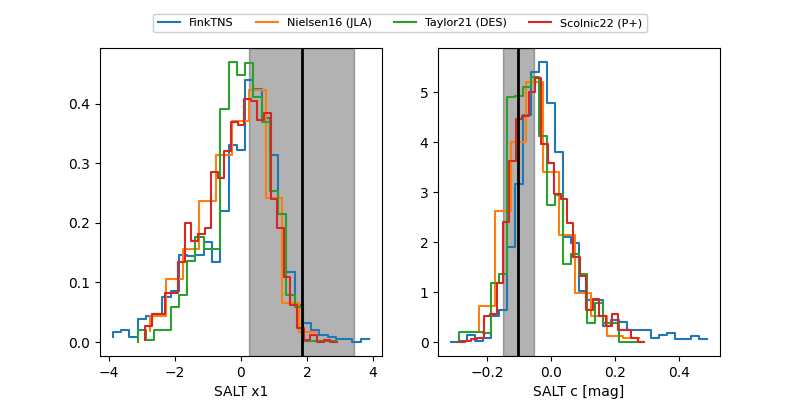 FinkTNS Nielsen16 (JLA) Taylor21 (DES) Scolnic22 (P+)
0.4
0.3
0.2
0.1
0.0
−4 −2 0 2 4
SALT x1
5
4
3
2
1
0
−0.2 0.0 0.2 0.4
SALT c [mag]